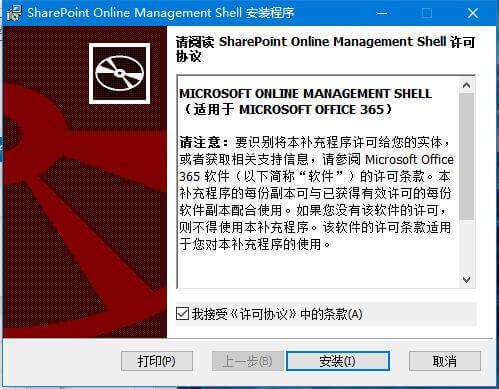 SharePoint Online Management Shell 安装程序
请阅读 SharePoint Online Management Shell 许可
协议
MICROSOFT ONLINE MANAGEMENT SHELL
（适用于 MICROSOFT OFFICE 365）
请注意：要识别将本补充程序许可给您的实体，
或者获取相关支持信息，请参阅 Microsoft Office
365 软件（以下简称“软件”）的许可条款。本
补充程序的每份副本可与已获得有效许可的每份
软件副本配合使用。如果您没有该软件的许可，
则不得使用本补充程序。该软件的许可条款适用
于您对本补充程序的使用。
我接受《许可协议》中的条款(A)
打印(P)
上一步(B)
安装(I)
取消